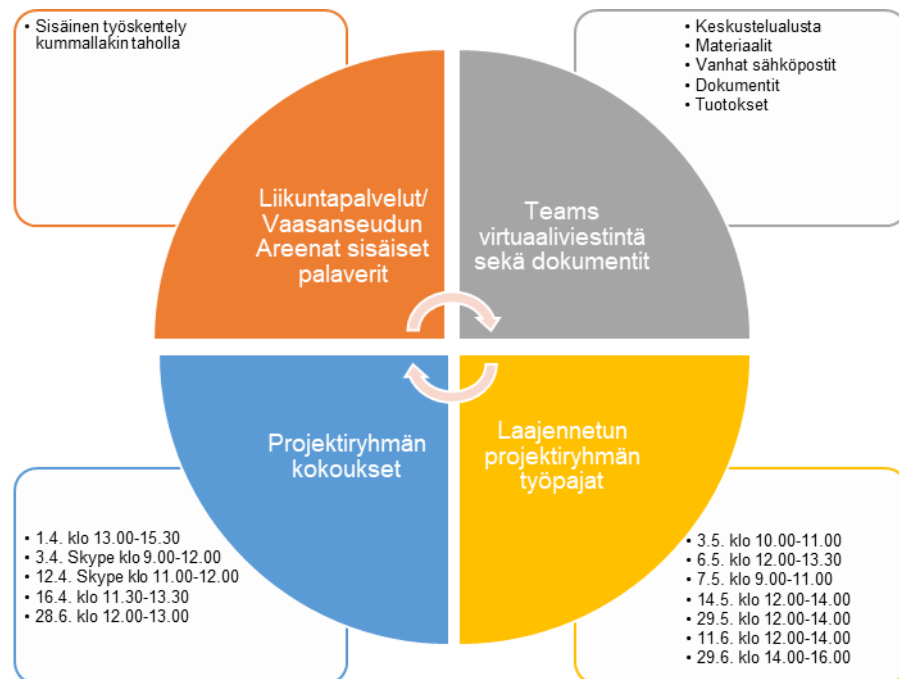 • Sisäinen työskentely
kummallakin taholla
• Keskustelualusta
• Materiaalit
• Vanhat sähköpostit
• Dokumentit
• Tuotokset
Liikuntapalvelut/
Vaasanseudun
Areenat sisäiset
palaverit
Teams
virtuaaliviestintä
sekä dokumentit
Projektiryhmän
kokoukset
Laajennetun
projektiryhmän
työpajat
• 1.4. klo 13.00-15.30
• 3.4. Skype klo 9.00-12.00
• 12.4. Skype klo 11.00-12.00
• 16.4. klo 11.30-13.30
• 28.6. klo 12.00-13.00
• 3.5. klo 10.00-11.00
• 6.5. klo 12.00-13.30
• 7.5. klo 9.00-11.00
• 14.5. klo 12.00-14.00
• 29.5. klo 12.00-14.00
• 11.6. klo 12.00-14.00
• 29.6. klo 14.00-16.00